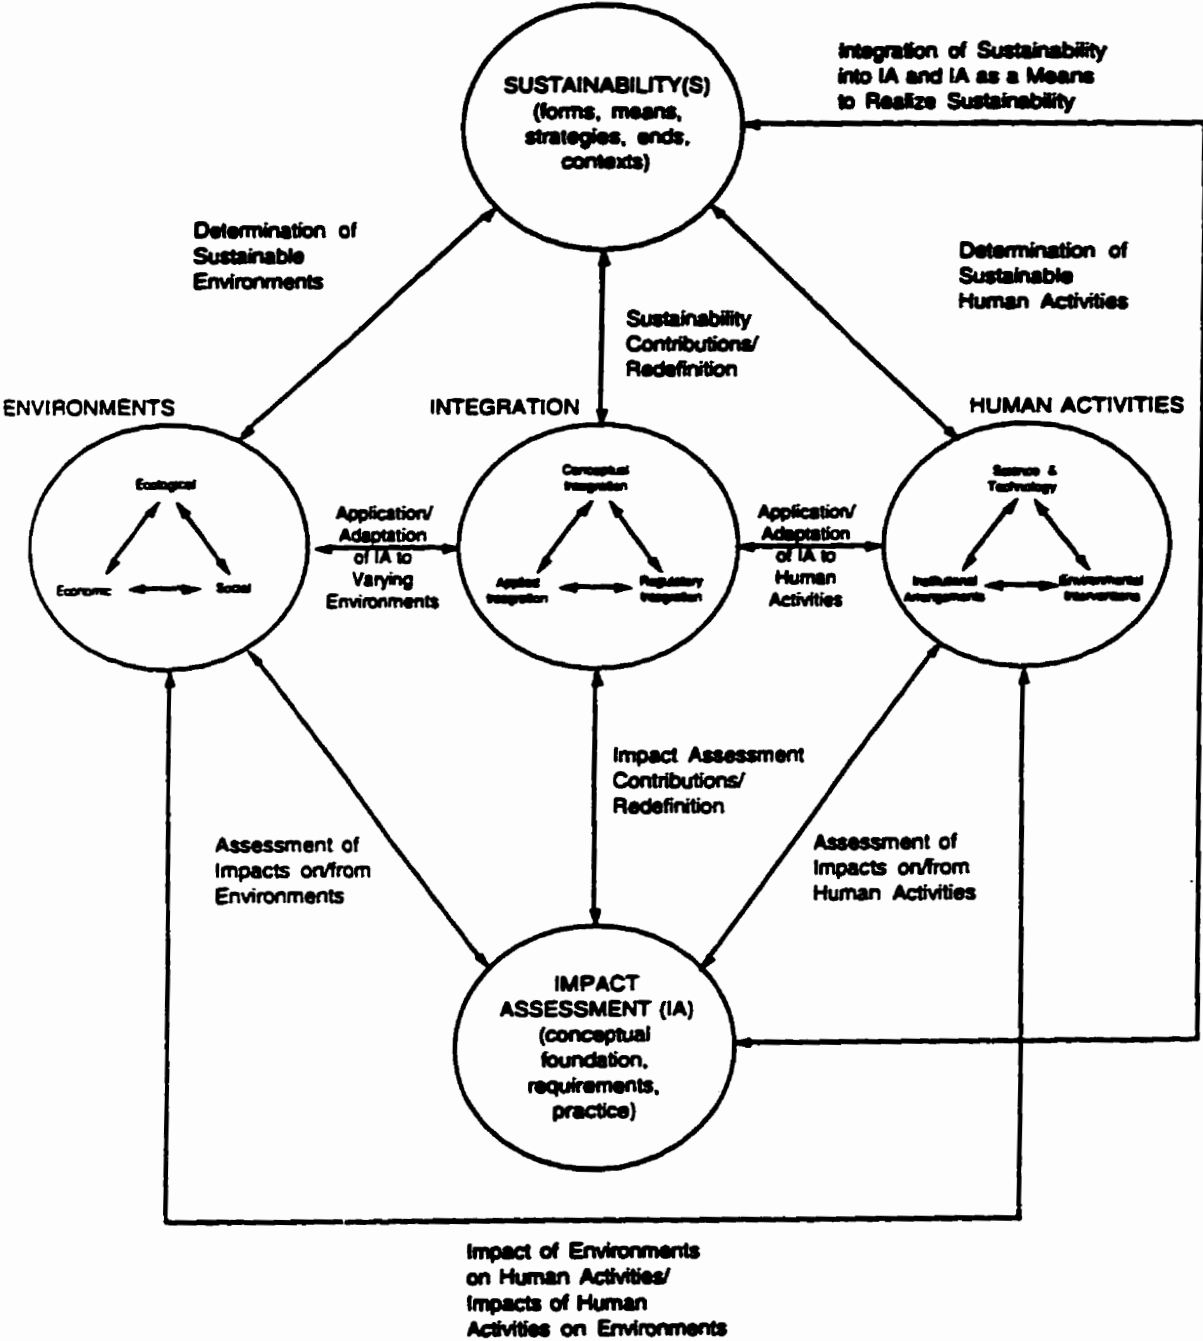 Integration of Sustainability
into IA and IA as a Means
to Realize Sustainability
SUSTAINABILITY(S)
(forms, means,
strategies, ends,
contexts)
Determination of
Sustainable
Environments
Determination of
Sustainable
Human Activities
Sustainability
Contributions/
Redefinition
ENVIRONMENTS
INTEGRATION
HUMAN ACTIVITIES
Ecological
Economic
Social
Application/
Adaptation
of IA to
Varying
Environments
Conceptual
Integration
Applied
Integration
Regulatory
Integration
Application/
Adaptation
of IA to
Human
Activities
Science &
Technology
Institutional
Arrangements
Environmental
Interventions
Impact Assessment
Contributions/
Redefinition
Assessment of
Impacts on/from
Environments
Assessment of
Impacts on/from
Human Activities
IMPACT
ASSESSMENT (IA)
(conceptual
foundation,
requirements,
practice)
Impact of Environments
on Human Activities/
Impacts of Human
Activities on Environments